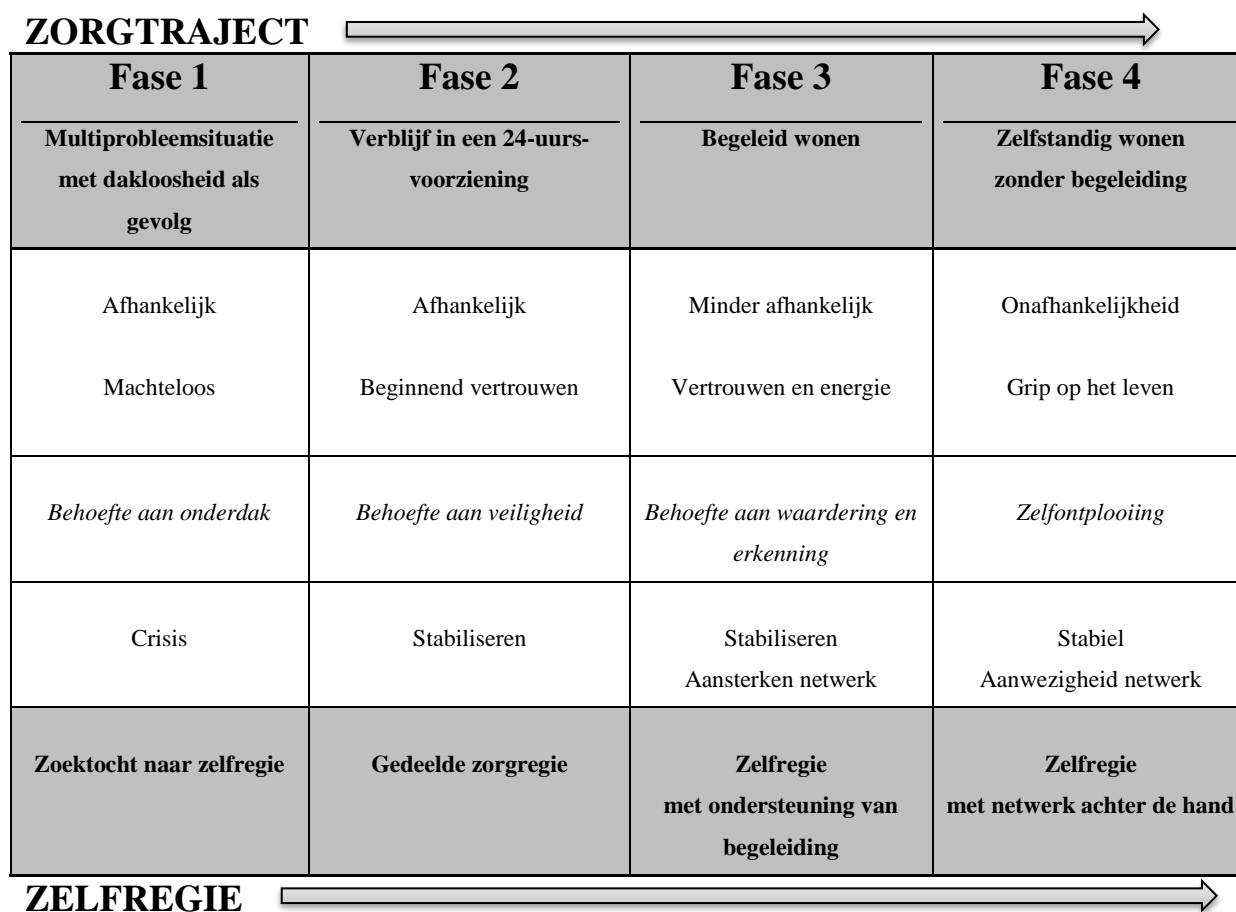 ZORGTRAJECT
Fase 1
Fase 2
Fase 3
Fase 4
Multiprobleemsituatie
met dakloosheid als
gevolg
Verblijf in een 24-uurs-
voorziening
Begeleid wonen
Zelfstandig wonen
zonder begeleiding
Afhankelijk
Machteloos
Afhankelijk
Beginnend vertrouwen
Minder afhankelijk
Vertrouwen en energie
Onafhankelijkheid
Grip op het leven
Behoefte aan onderdak
Behoefte aan veiligheid
Behoefte aan waardering en
erkenning
Zelfontplooiing
Crisis
Stabiliseren
Stabiliseren
Aansterken netwerk
Stabiel
Aanwezigheid netwerk
Zoektocht naar zelfregie
Gedeelde zorgregie
Zelfregie
met ondersteuning van
begeleiding
Zelfregie
met netwerk achter de hand
ZELFREGIE